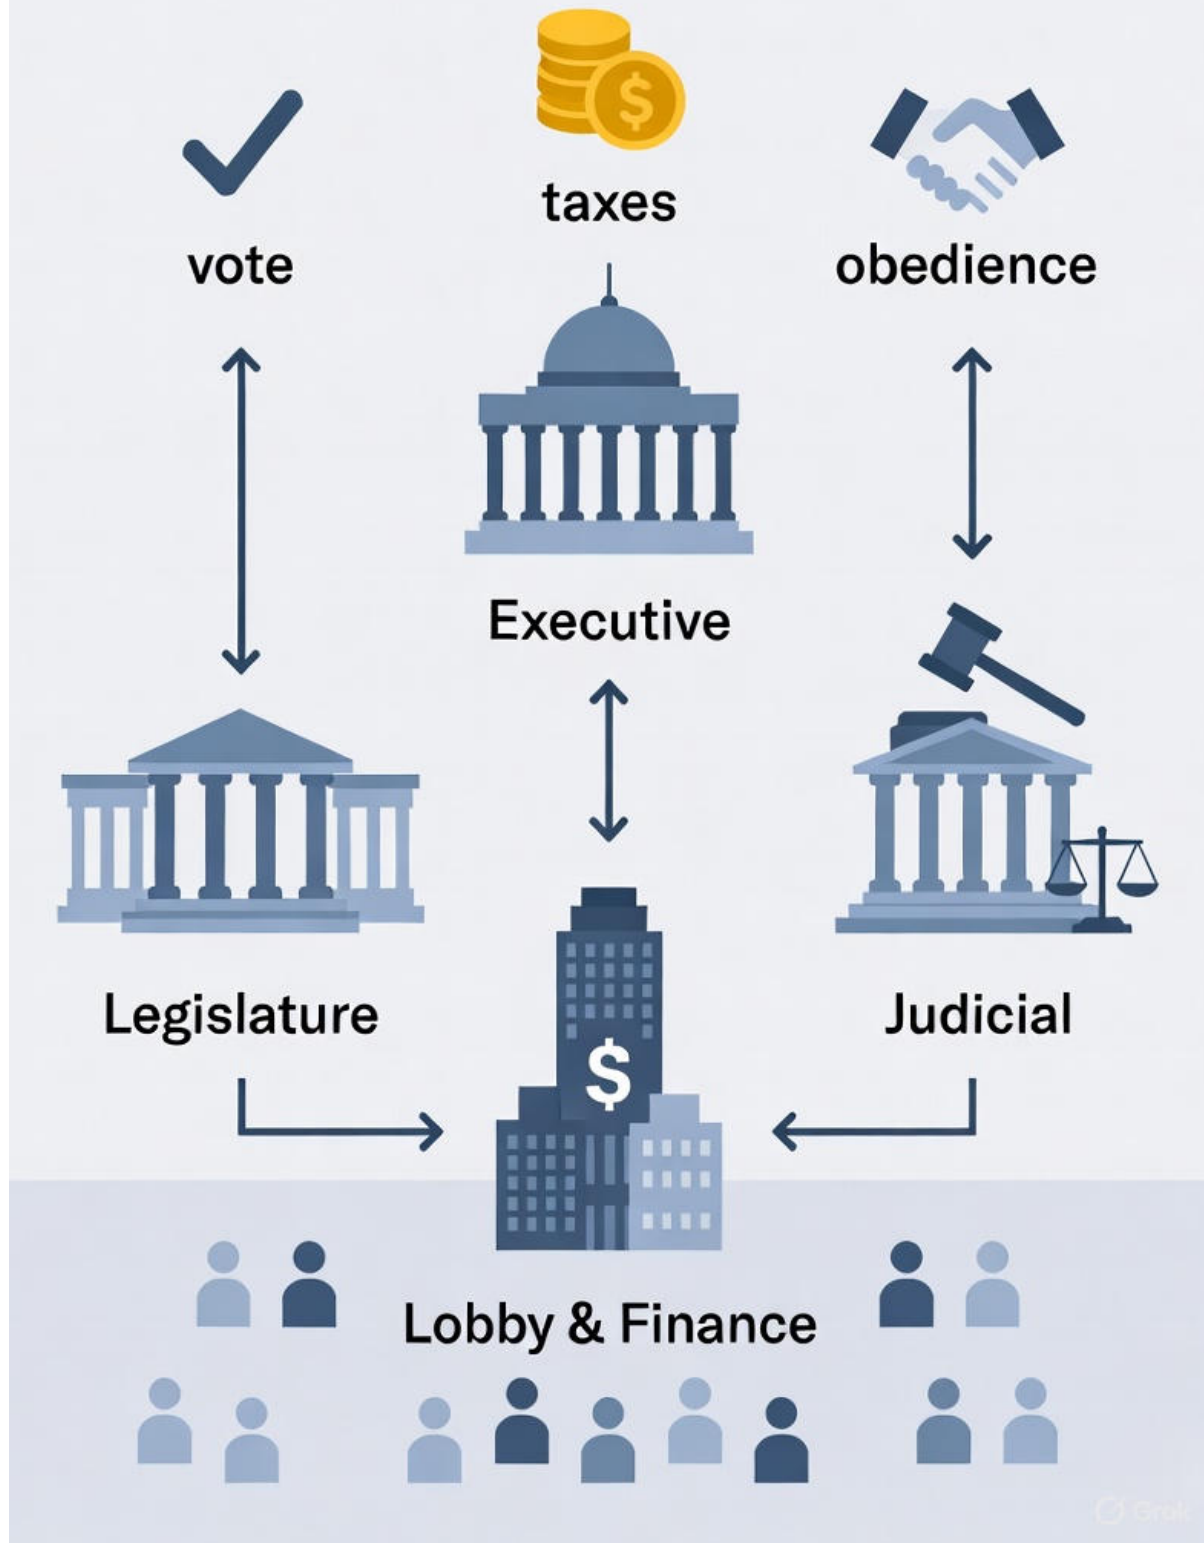 taxes
vote
obedience
$
Executive
Legislature
Judicial
$
Lobby & Finance
Grok